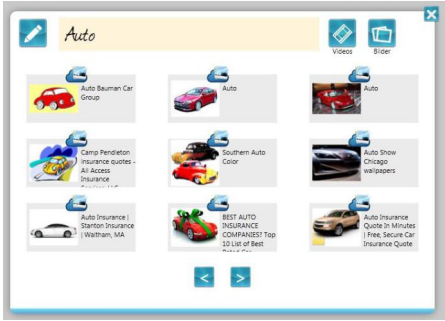 Auto
Videos
Bilder
Auto Bauman Car
Group
Auto
Auto
Camp Pendleton
Insurance quotes -
All Access
Insurance
Southern Auto
Color
Auto Show
Chicago
wallpapers
Auto Insurance |
Stanton Insurance
| Waltham, MA
BEST AUTO
INSURANCE
COMPANIES? Top
10 List of Best
Auto Insurance
Quote In Minutes
| Free, Secure Car
Insurance Quote
< >